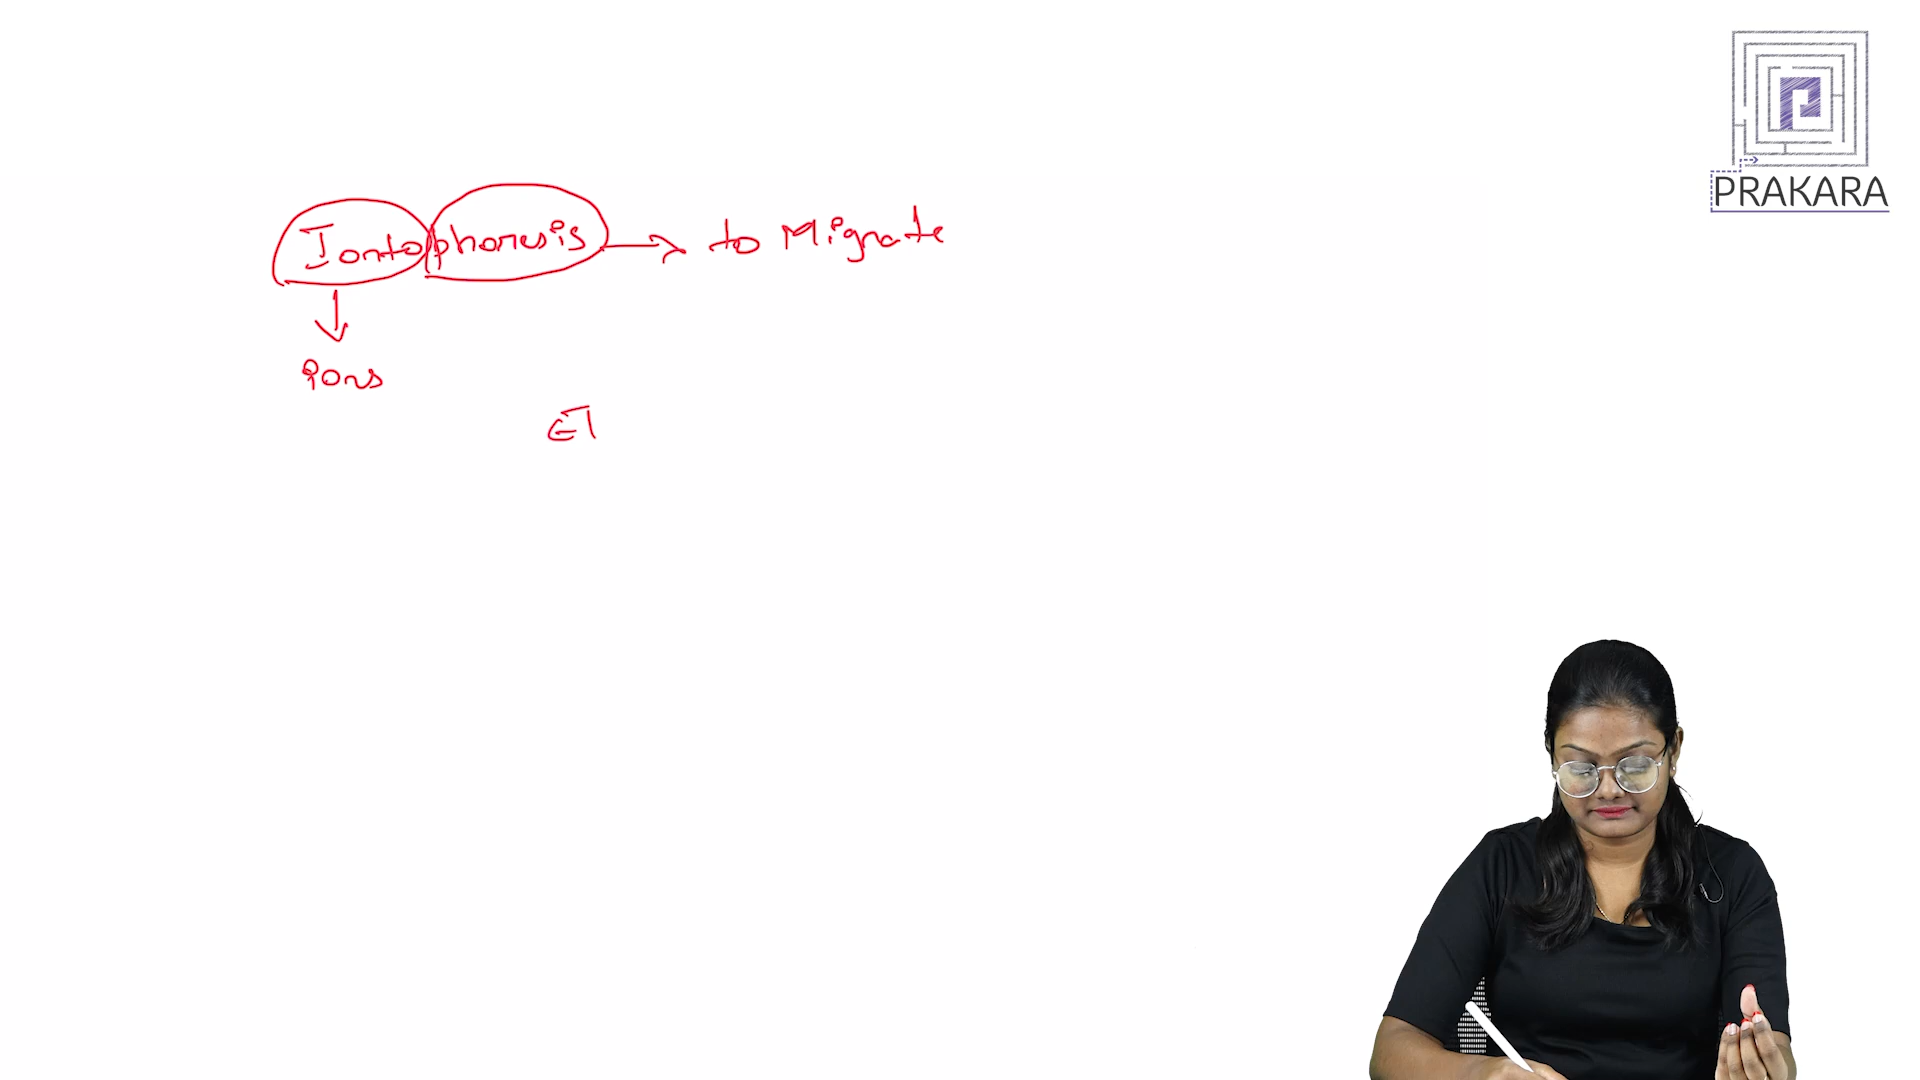 Iontophoresis → to Migrate
ions
PRAKARA